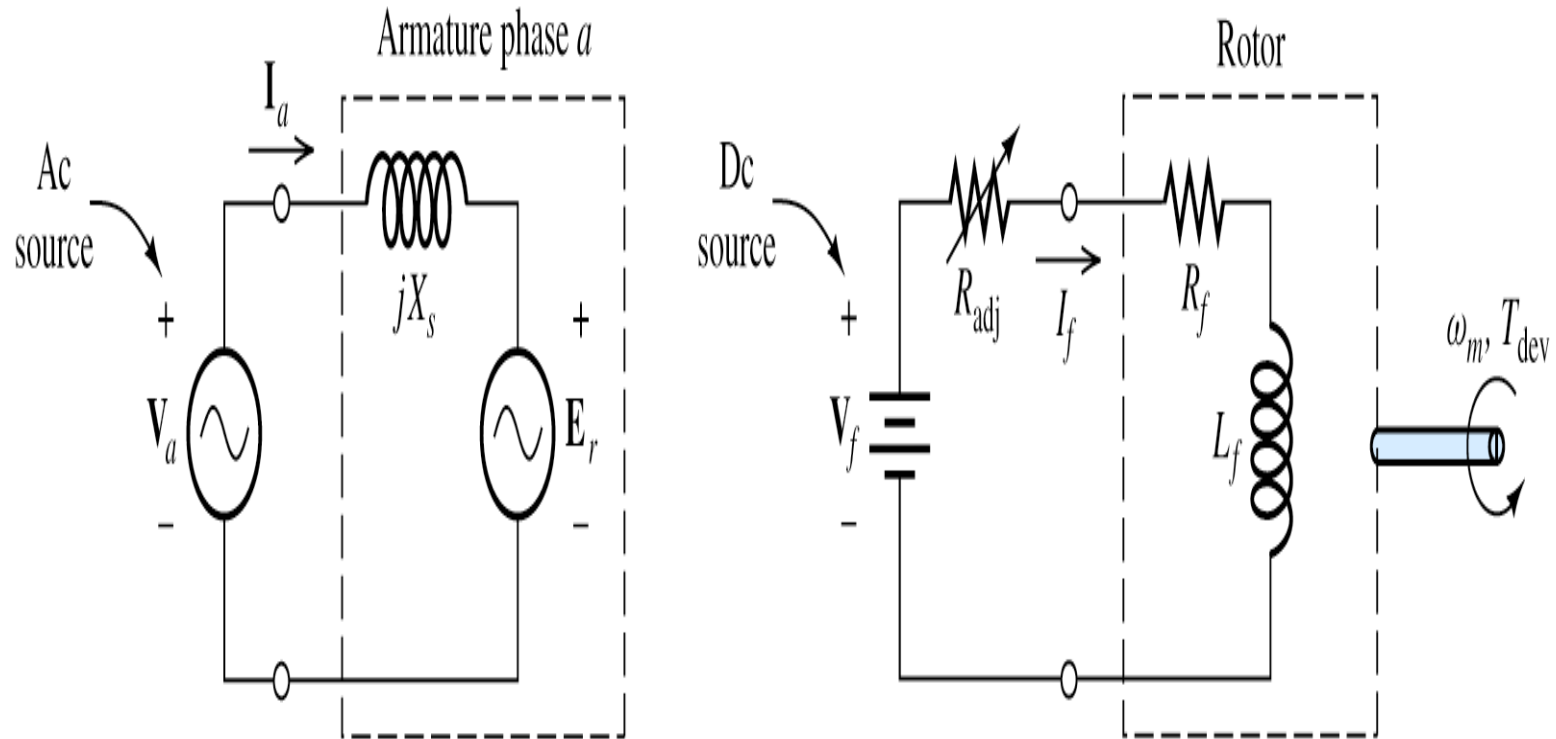 Armature phase a
I_a
Ac
source
+
jX_s
+
V_a
E_r
−
−
Rotor
Dc
source
R_adj
I_f
R_f
+
V_f
L_f
−
ω_m, T_dev